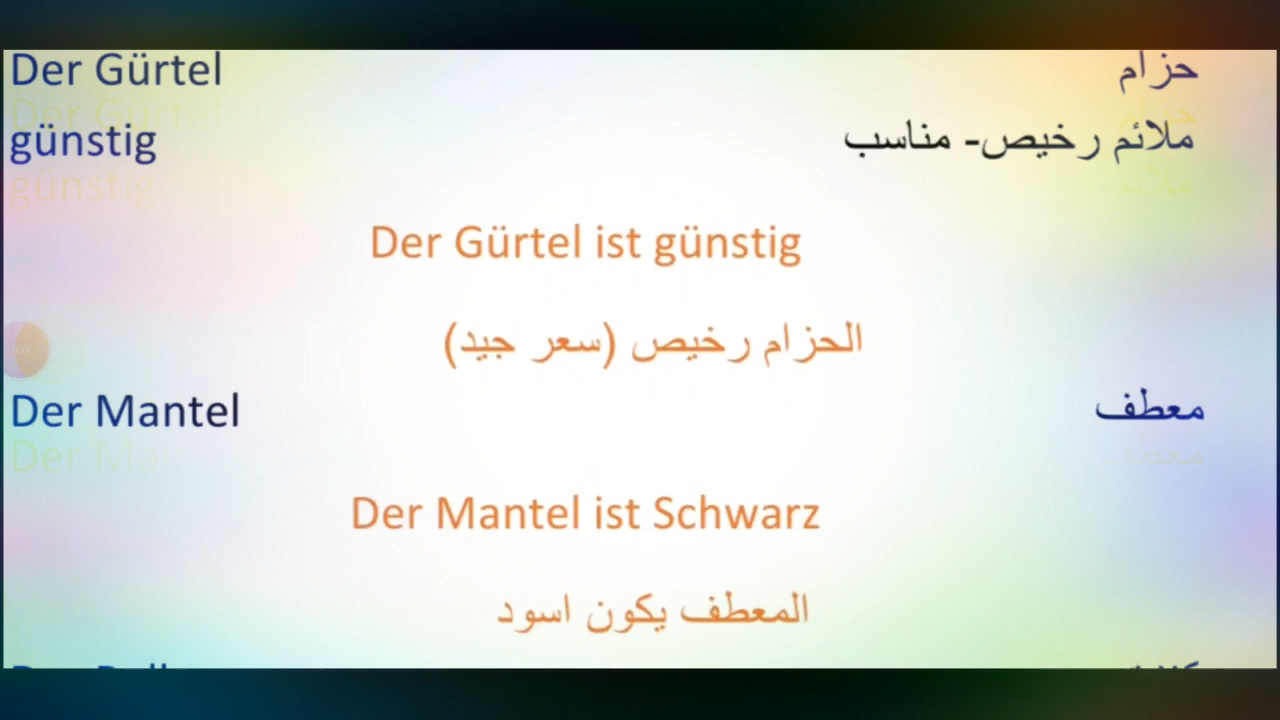 Der Gürtel حزام
günstig ملائم رخيص- مناسب
Der Gürtel ist günstig
الحزام رخيص (سعر جيد)
Der Mantel معطف
Der Mantel ist Schwarz
المعطف يكون اسود